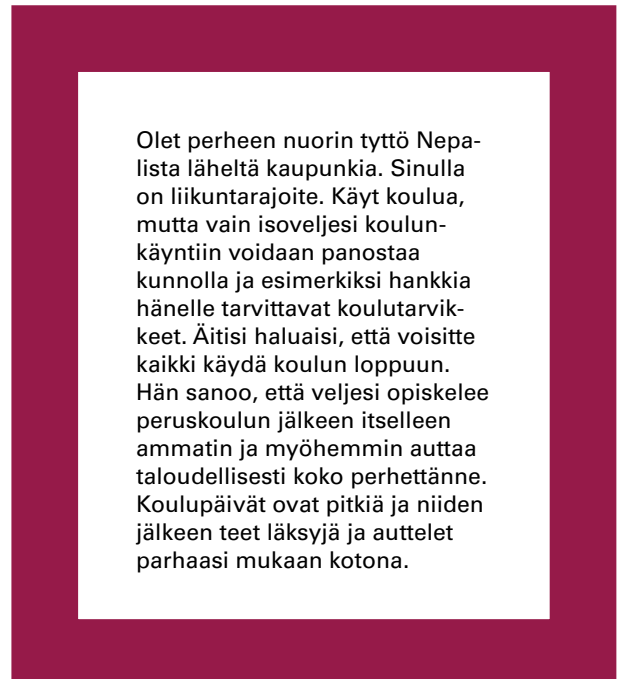 Olet perheen nuorin tyttö Nepa-
lista läheltä kaupunkia. Sinulla
on liikuntarajoite. Käyt koulua,
mutta vain isoveljesi koulun-
käyntiin voidaan panostaa
kunnolla ja esimerkiksi hankkia
hänelle tarvittavat koulutarvik-
keet. Äitisi haluaisi, että voisitte
kaikki käydä koulun loppuun.
Hän sanoo, että veljesi opiskelee
peruskoulun jälkeen itselleen
ammatin ja myöhemmin auttaa
taloudellisesti koko perhettänne.
Koulupäivät ovat pitkiä ja niiden
jälkeen teet läksyjä ja auttelet
parhaasi mukaan kotona.